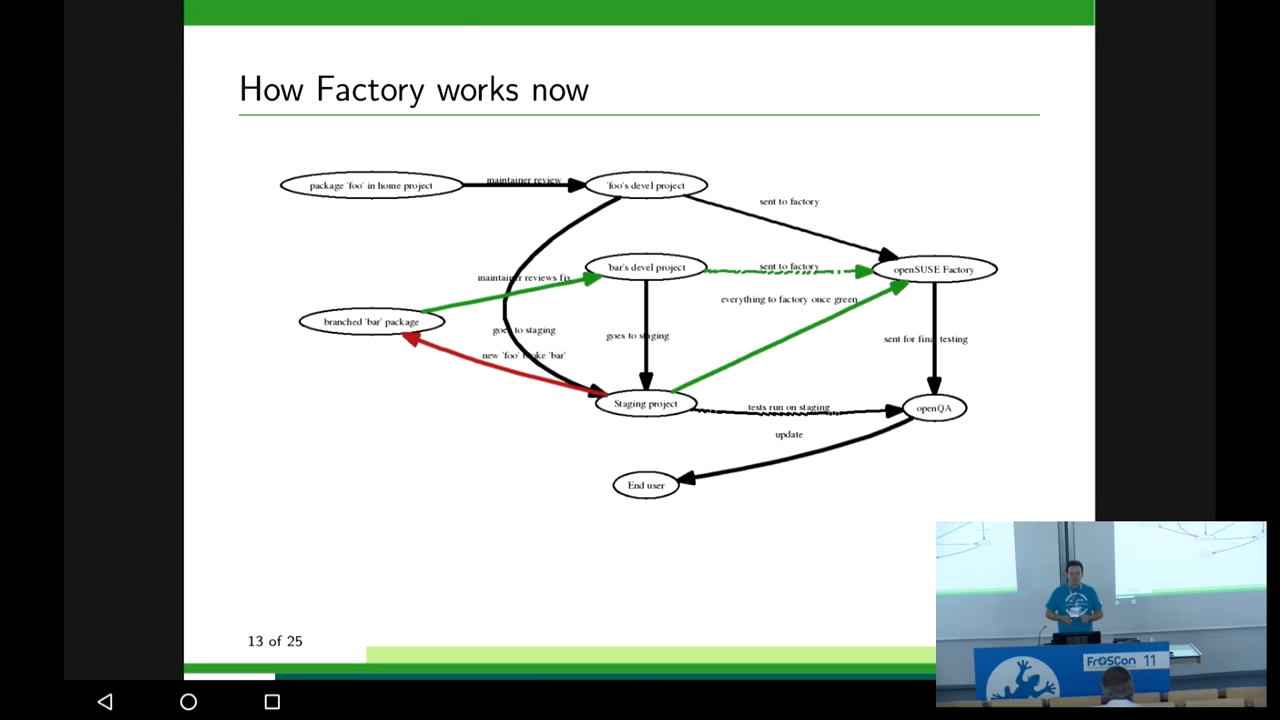 How Factory works now
package 'foo' in home project
maintainer review
'foo's devel project
sent to factory
maintainer reviews fix
'bar's devel project
sent to factory
openSUSE Factory
everything to factory once green
branched 'bar' package
goes to staging
goes to staging
sent for final testing
new 'foo' broke 'bar'
Staging project
tests run on staging
openQA
update
End user
13 of 25
FrOSCon 11